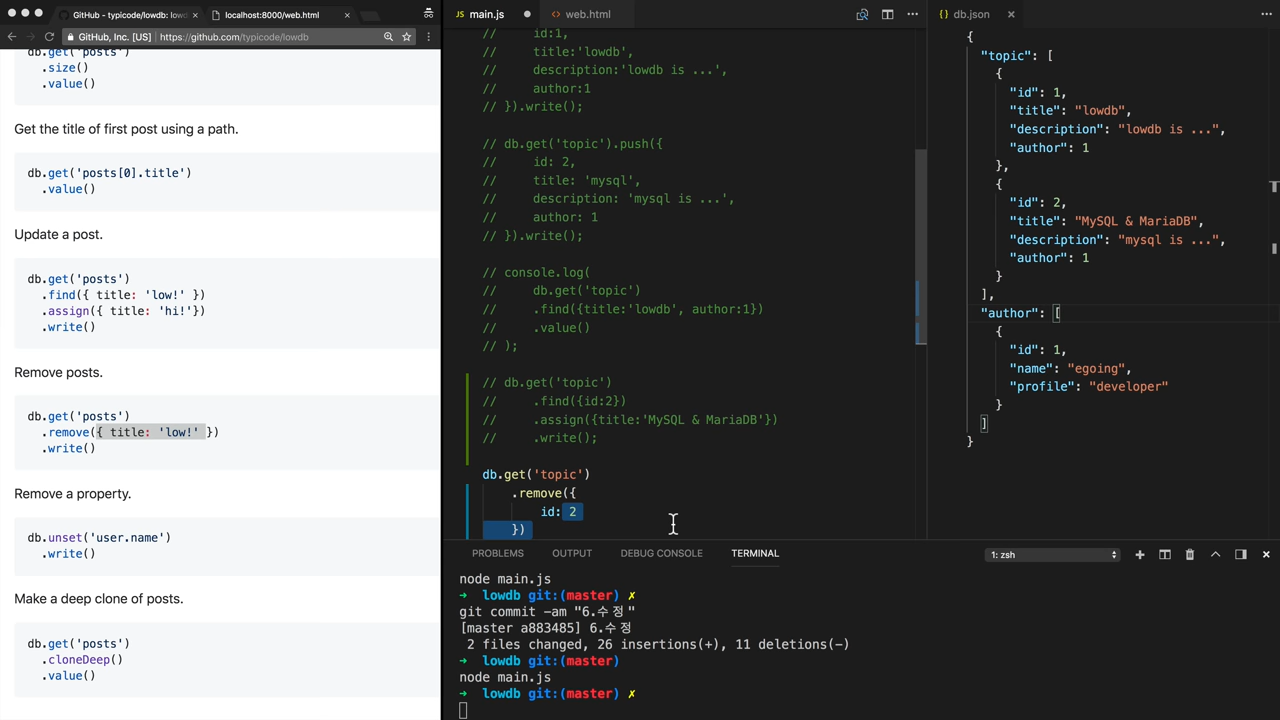 GitHub - typicode/lowdb: lowd
localhost:8000/web.html
GitHub, Inc. [US] | https://github.com/typicode/lowdb
db.get('posts')
.size()
.value()
Get the title of first post using a path.
db.get('posts[0].title')
.value()
Update a post.
db.get('posts')
.find({ title: 'low!' })
.assign({ title: 'hi!'})
.write()
Remove posts.
db.get('posts')
.remove({ title: 'low!' })
.write()
Remove a property.
db.unset('user.name')
.write()
Make a deep clone of posts.
db.get('posts')
.cloneDeep()
.value()
JS main.js
<> web.html
//     id:1,
//     title:'lowdb',
//     description:'lowdb is ...',
//     author:1
// }).write();
// db.get('topic').push({
//     id: 2,
//     title: 'mysql',
//     description: 'mysql is ...',
//     author: 1
// }).write();
// console.log(
//     db.get('topic')
//     .find({title:'lowdb', author:1})
//     .value()
// );
// db.get('topic')
//     .find({id:2})
//     .assign({title:'MySQL & MariaDB'})
//     .write();
db.get('topic')
.remove({
id: 2
})
{} db.json
{
"topic": [
{
"id": 1,
"title": "lowdb",
"description": "lowdb is ...",
"author": 1
},
{
"id": 2,
"title": "MySQL & MariaDB",
"description": "mysql is ...",
"author": 1
}
],
"author": [
{
"id": 1,
"name": "egoing",
"profile": "developer"
}
]
}
PROBLEMS
OUTPUT
DEBUG CONSOLE
TERMINAL
1: zsh
node main.js
➜ lowdb git:(master) ✗
git commit -am "6.수정"
[master a883485] 6.수정
2 files changed, 26 insertions(+), 11 deletions(-)
➜ lowdb git:(master)
node main.js
➜ lowdb git:(master) ✗